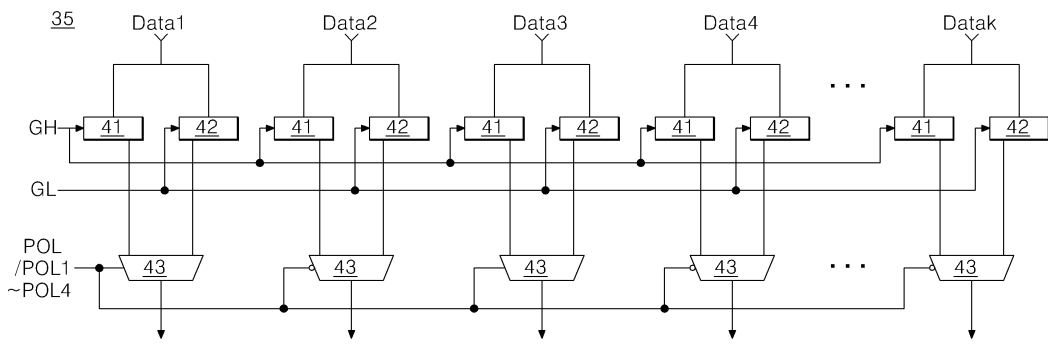 35
Data1 Data2 Data3 Data4 Datak
...
GH 41 42 41 42 41 42 41 42 41 42
GL
POL
/POL1
~POL4
43 43 43 43 ... 43